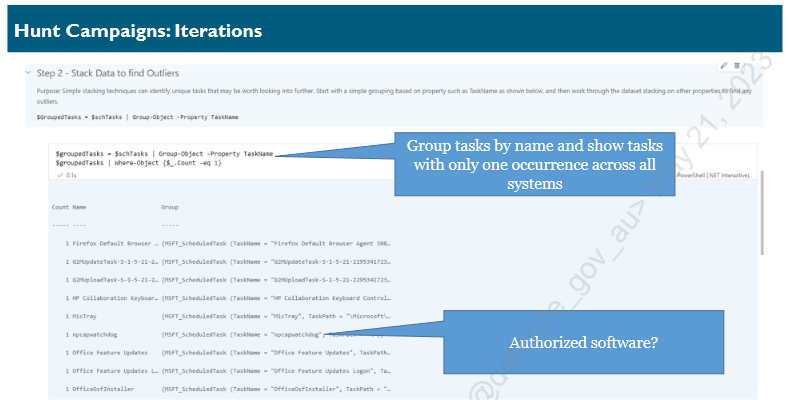 Hunt Campaigns: Iterations
Step 2 - Stack Data to find Outliers
Purpose: Simple stacking techniques can identify unique tasks that may be worth looking into further. Start with a simple grouping based on property such as TaskName as shown below, and then work through the dataset stacking on other properties to find any
outliers.
$GroupedTasks = $schTasks | Group-Object -Property TaskName
$groupedTasks = $schTasks | Group-Object -Property TaskName
$groupedTasks | Where-Object {$_.Count -eq 1}
0.1s
PowerShell (.NET Interactive)
Group tasks by name and show tasks
with only one occurrence across all
systems
Count Name Group
----- ---- -----
1 Firefox Default Browser … {MSFT_ScheduledTask (TaskName = "Firefox Default Browser Agent 308…
1 G2MUpdateTask-S-1-5-21-2… {MSFT_ScheduledTask (TaskName = "G2MUpdateTask-S-1-5-21-2295341723…
1 G2MUploadTask-S-1-5-21-2… {MSFT_ScheduledTask (TaskName = "G2MUploadTask-S-1-5-21-2295341723…
1 HP Collaboration Keyboar… {MSFT_ScheduledTask (TaskName = "HP Collaboration Keyboard Control…
1 MicTray {MSFT_ScheduledTask (TaskName = "MicTray", TaskPath = "\Microsoft\…
1 npcapwatchdog {MSFT_ScheduledTask (TaskName = "npcapwatchdog",
1 Office Feature Updates {MSFT_ScheduledTask (TaskName = "Office Feature Updates", TaskPath…
1 Office Feature Updates L… {MSFT_ScheduledTask (TaskName = "Office Feature Updates Logon", Ta…
1 OfficeOsfInstaller {MSFT_ScheduledTask (TaskName = "OfficeOsfInstaller", TaskPath = "…
Authorized software?
_gov_au> May 21, 2023